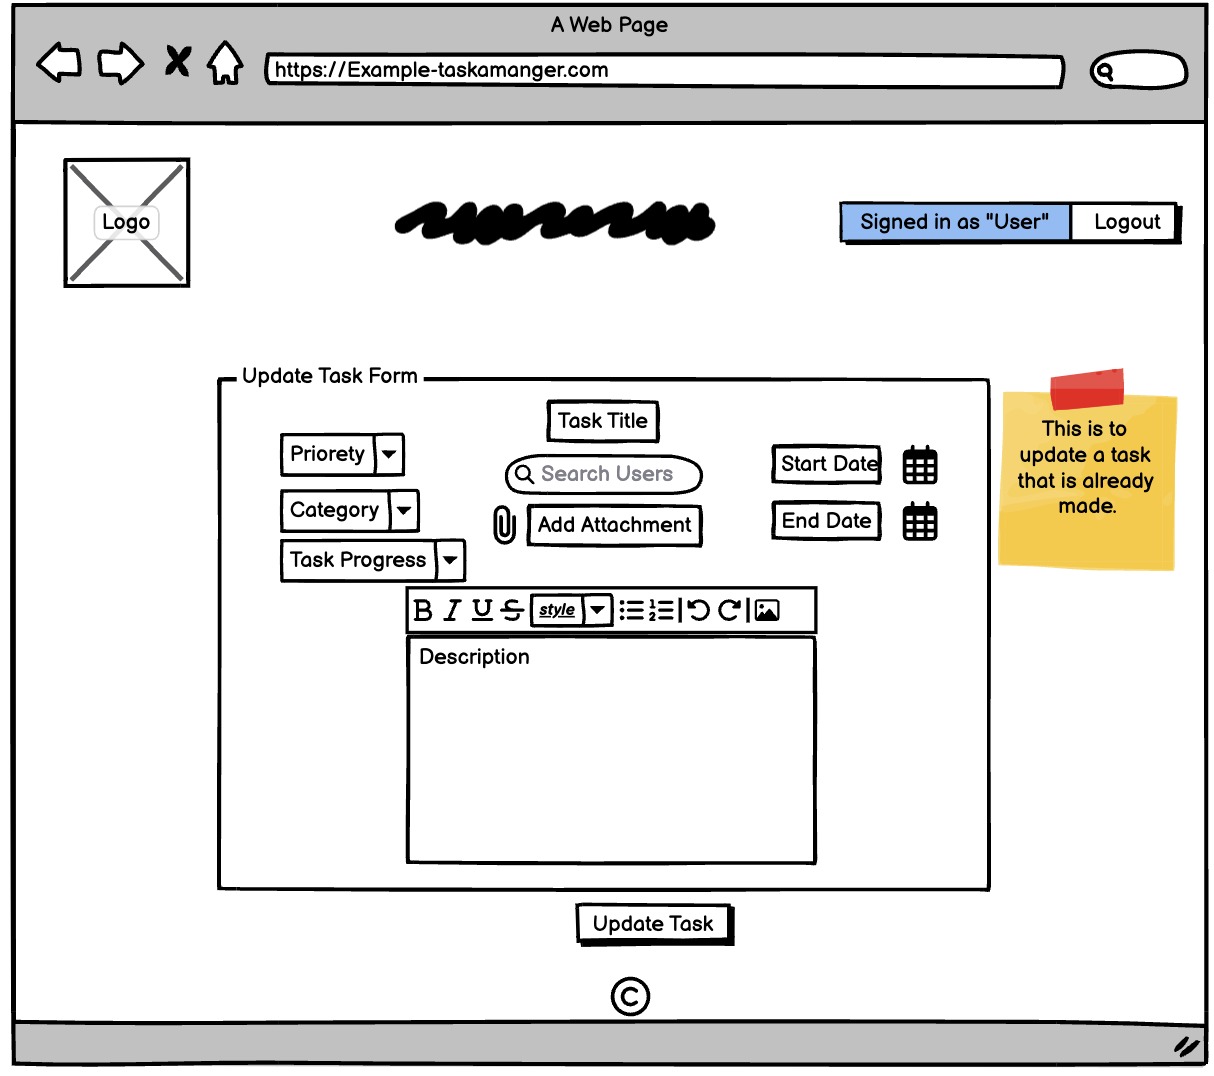 A Web Page
https://Example-taskamanger.com
Logo
Signed in as "User"
Logout
Update Task Form
Task Title
Priorety
Search Users
Start Date
Category
Add Attachment
End Date
Task Progress
B I U S style
Description
This is to
update a task
that is already
made.
Update Task
©